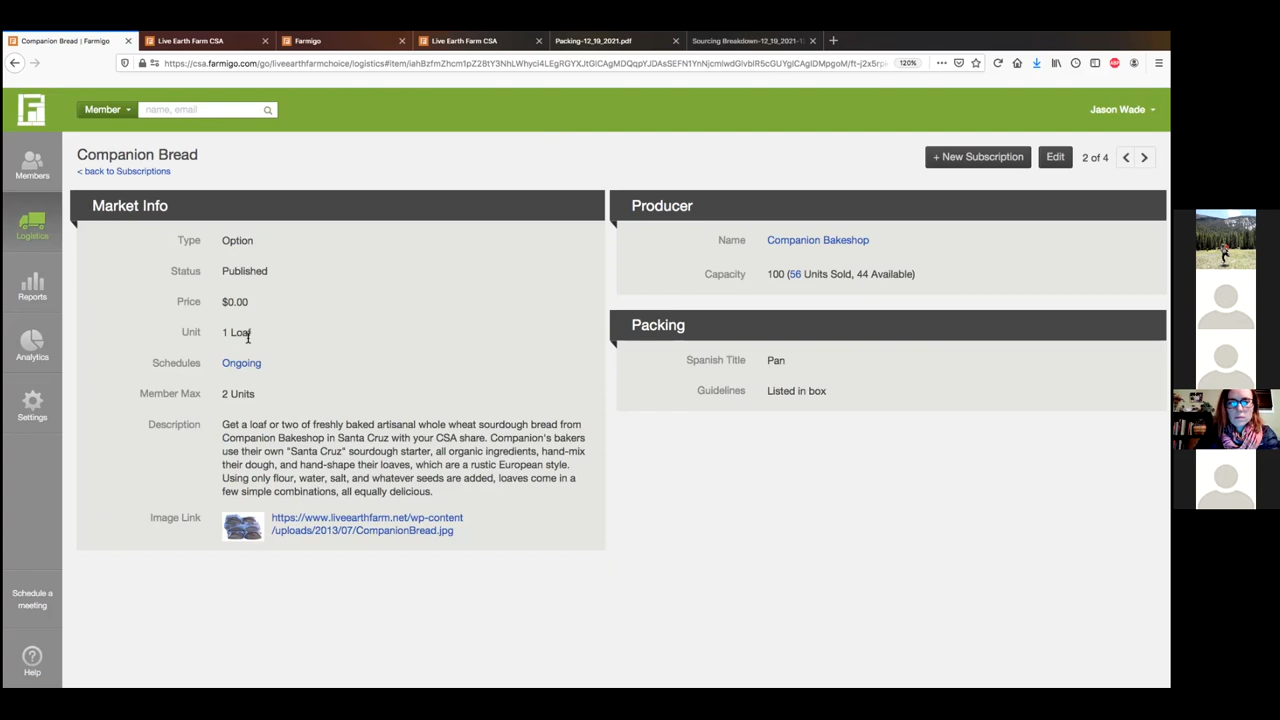 Companion Bread | Farmigo
Live Earth Farm CSA
Farmigo
Live Earth Farm CSA
Packing-12_19_2021.pdf
Sourcing Breakdown-12_19_2021-
120%
Member
name, email
Jason Wade
Members
Logistics
Reports
Analytics
Settings
Schedule a
meeting
Help
Companion Bread
< back to Subscriptions
+ New Subscription
Edit
2 of 4
Market Info
Type Option
Status Published
Price $0.00
Unit 1 Loaf
Schedules Ongoing
Member Max 2 Units
Description Get a loaf or two of freshly baked artisanal whole wheat sourdough bread from
Companion Bakeshop in Santa Cruz with your CSA share. Companion's bakers
use their own "Santa Cruz" sourdough starter, all organic ingredients, hand-mix
their dough, and hand-shape their loaves, which are a rustic European style.
Using only flour, water, salt, and whatever seeds are added, loaves come in a
few simple combinations, all equally delicious.
Image Link https://www.liveearthfarm.net/wp-content
/uploads/2013/07/CompanionBread.jpg
Producer
Name Companion Bakeshop
Capacity 100 (56 Units Sold, 44 Available)
Packing
Spanish Title Pan
Guidelines Listed in box